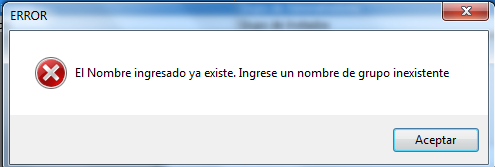 ERROR
El Nombre ingresado ya existe. Ingrese un nombre de grupo inexistente
Aceptar